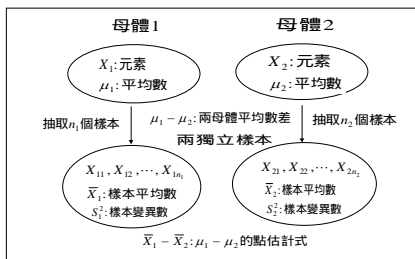 母體1
母體2
X₁:元素
μ₁:平均數
X₂:元素
μ₂:平均數
抽取n₁個樣本
μ₁ − μ₂:兩母體平均數差
兩獨立樣本
抽取n₂個樣本
X₁₁, X₁₂, ⋯, X₁ₙ₁
X̅₁:樣本平均數
S₁²:樣本變異數
X₂₁, X₂₂, ⋯, X₂ₙ₂
X̅₂:樣本平均數
S₂²:樣本變異數
X̅₁ − X̅₂:μ₁ − μ₂的點估計式